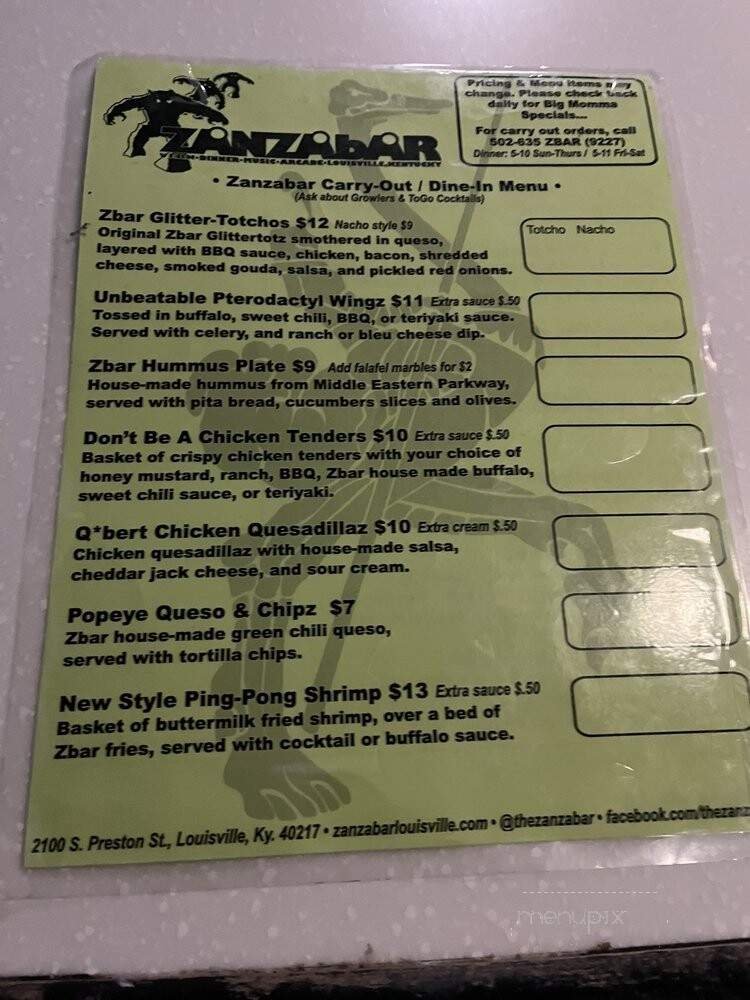 ZANZABAR
DINNER-MUSIC-ARCADE-LOUISVILLE, KENTUCKY
Pricing & Menu items may
change. Please check back
daily for Big Momma
Specials...
For carry out orders, call
502-635 ZBAR (9227)
Dinner: 5-10 Sun-Thurs / 5-11 Fri-Sat
• Zanzabar Carry-Out / Dine-In Menu •
(Ask about Growlers & ToGo Cocktails)
Zbar Glitter-Totchos $12 Nacho style $9
Original Zbar Glittertotz smothered in queso,
layered with BBQ sauce, chicken, bacon, shredded
cheese, smoked gouda, salsa, and pickled red onions.
Totcho Nacho
Unbeatable Pterodactyl Wingz $11 Extra sauce $.50
Tossed in buffalo, sweet chili, BBQ, or teriyaki sauce.
Served with celery, and ranch or bleu cheese dip.
Zbar Hummus Plate $9 Add falafel marbles for $2
House-made hummus from Middle Eastern Parkway,
served with pita bread, cucumbers slices and olives.
Don't Be A Chicken Tenders $10 Extra sauce $.50
Basket of crispy chicken tenders with your choice of
honey mustard, ranch, BBQ, Zbar house made buffalo,
sweet chili sauce, or teriyaki.
Q*bert Chicken Quesadillaz $10 Extra cream $.50
Chicken quesadillaz with house-made salsa,
cheddar jack cheese, and sour cream.
Popeye Queso & Chipz $7
Zbar house-made green chili queso,
served with tortilla chips.
New Style Ping-Pong Shrimp $13 Extra sauce $.50
Basket of buttermilk fried shrimp, over a bed of
Zbar fries, served with cocktail or buffalo sauce.
2100 S. Preston St., Louisville, Ky. 40217 • zanzabarlouisville.com • @thezanzabar • facebook.com/thezanz
menupix